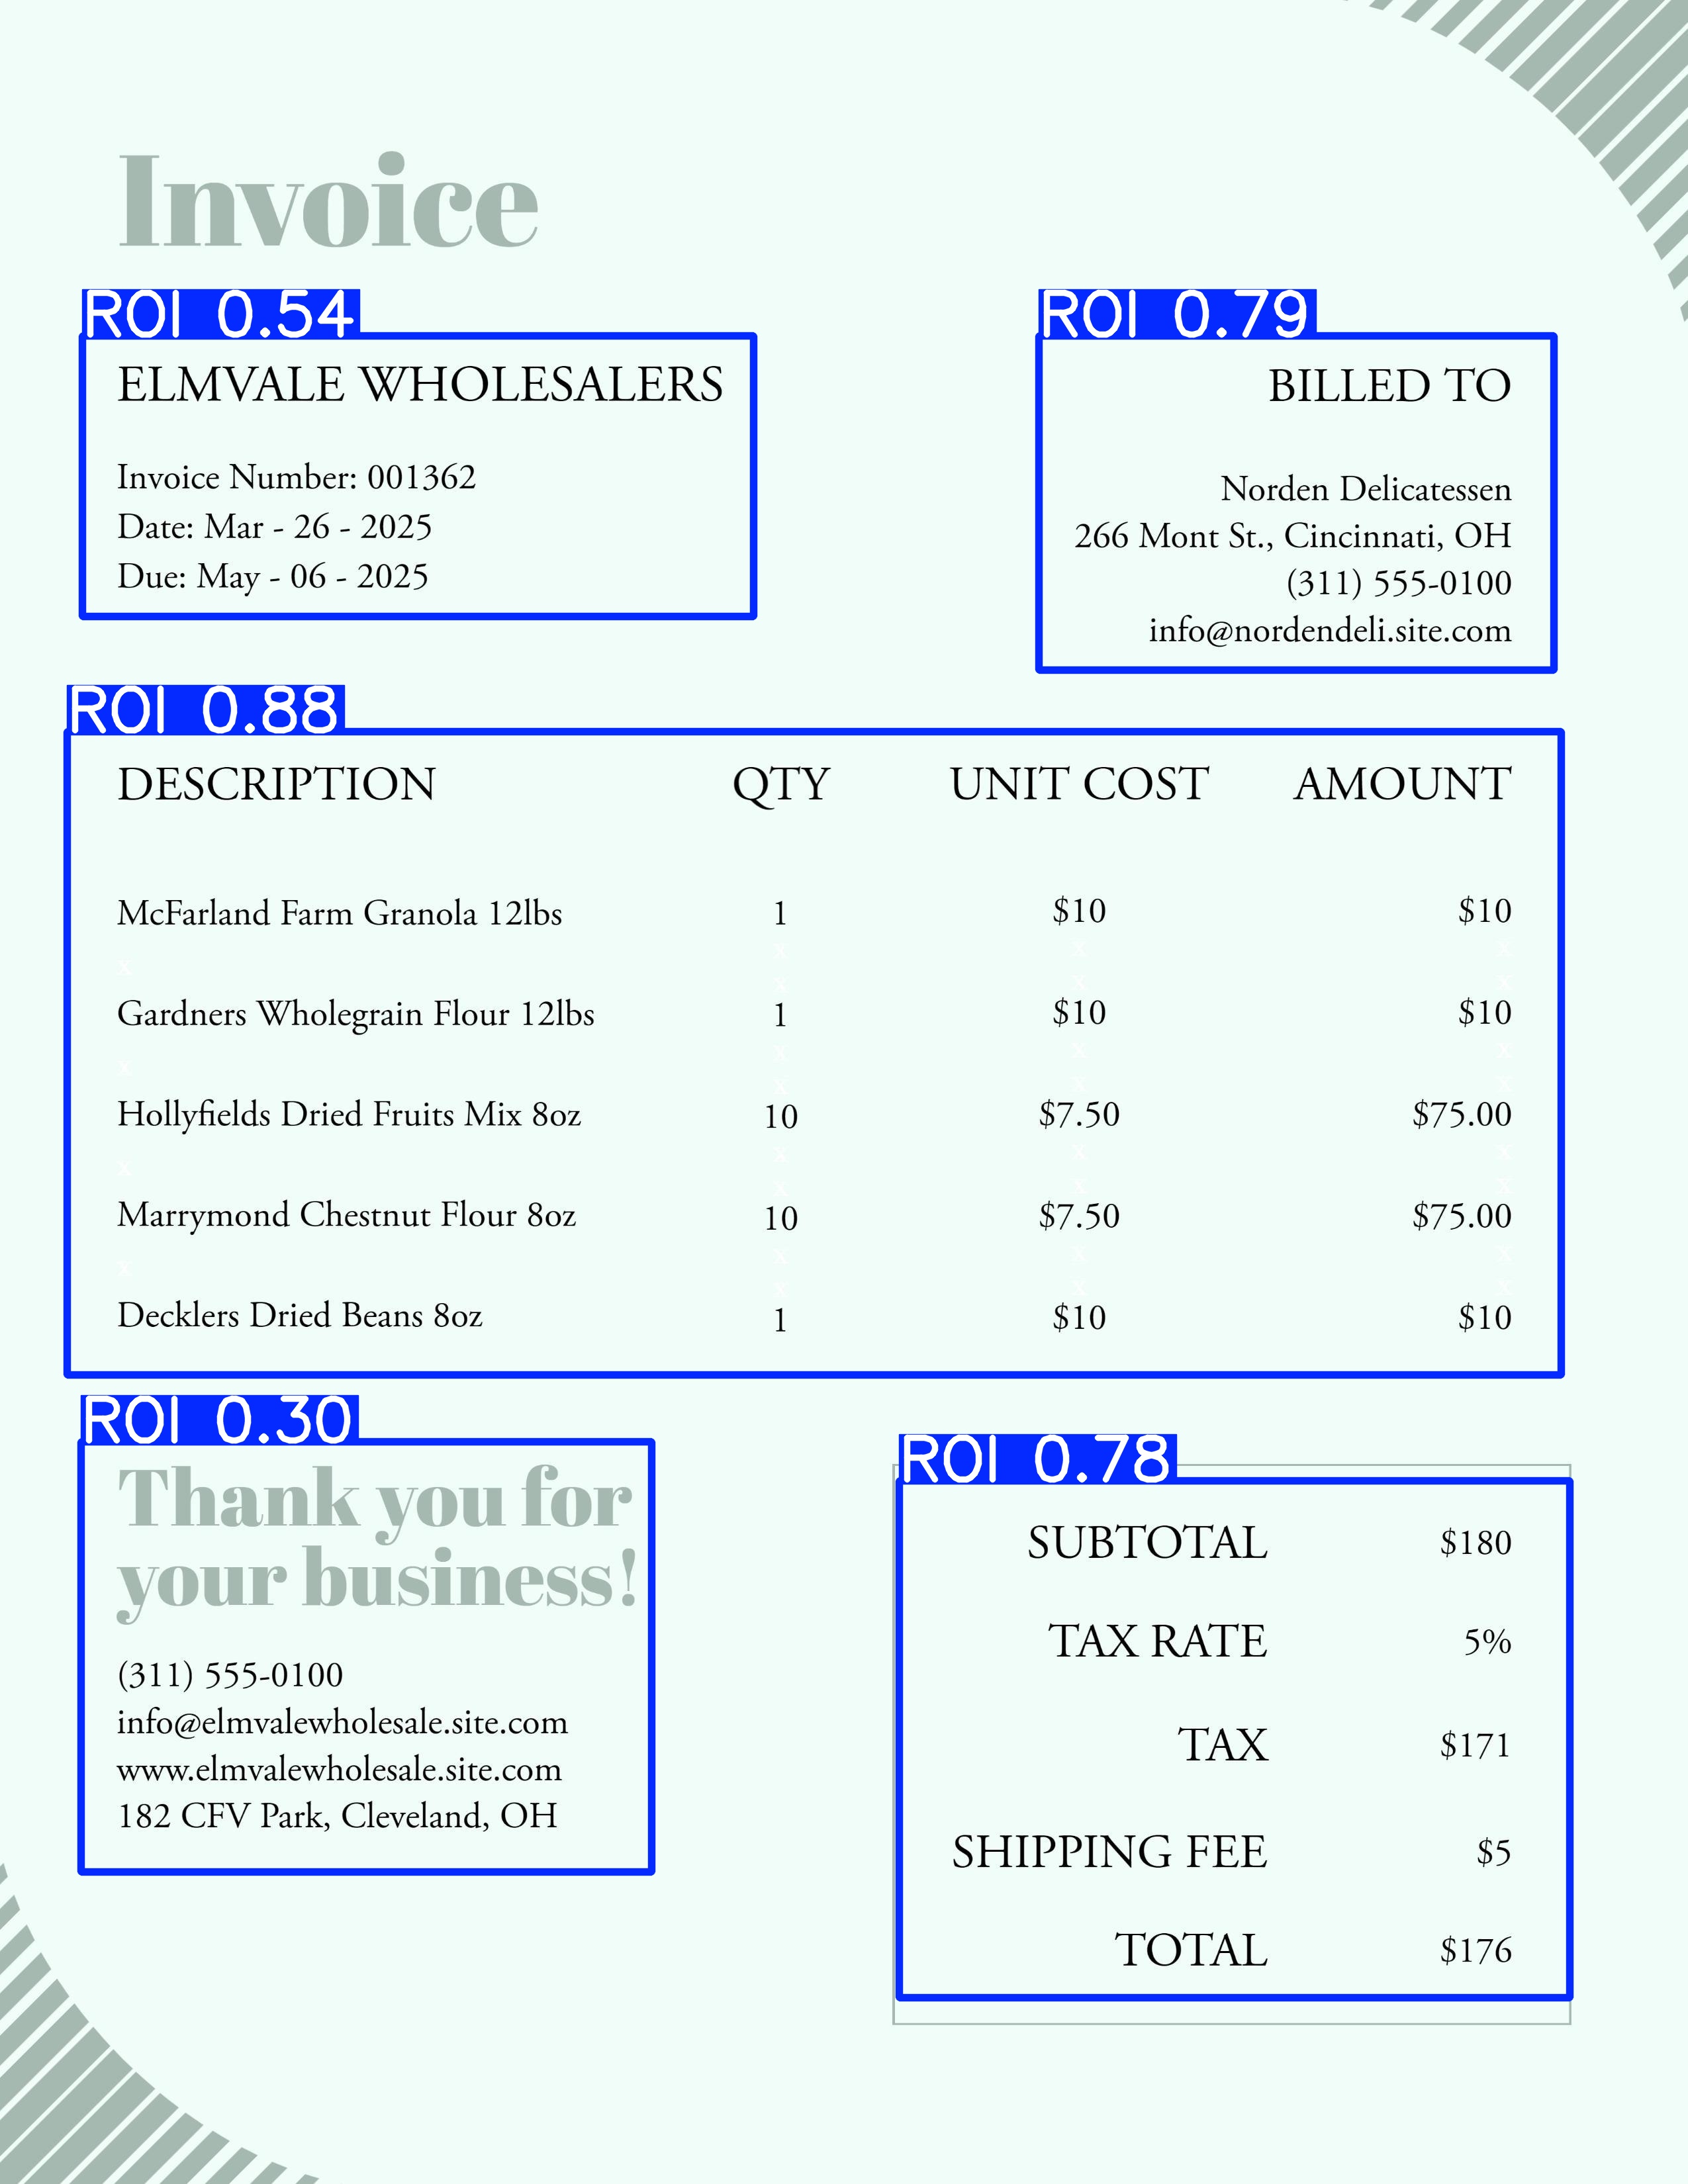 Invoice
ROI 0.54
ELMVALE WHOLESALERS
Invoice Number: 001362
Date: Mar - 26 - 2025
Due: May - 06 - 2025
ROI 0.79
BILLED TO
Norden Delicatessen
266 Mont St., Cincinnati, OH
(311) 555-0100
info@nordendeli.site.com
ROI 0.88
DESCRIPTION QTY UNIT COST AMOUNT
McFarland Farm Granola 12lbs 1 $10 $10
x x x x
x x x
Gardners Wholegrain Flour 12lbs 1 $10 $10
x x x x
x x x
Hollyfields Dried Fruits Mix 8oz 10 $7.50 $75.00
x x x x
x x x
Marrymond Chestnut Flour 8oz 10 $7.50 $75.00
x x x x
x x x
Decklers Dried Beans 8oz 1 $10 $10
ROI 0.30
Thank you for
your business!
(311) 555-0100
info@elmvalewholesale.site.com
www.elmvalewholesale.site.com
182 CFV Park, Cleveland, OH
ROI 0.78
SUBTOTAL $180
TAX RATE 5%
TAX $171
SHIPPING FEE $5
TOTAL $176